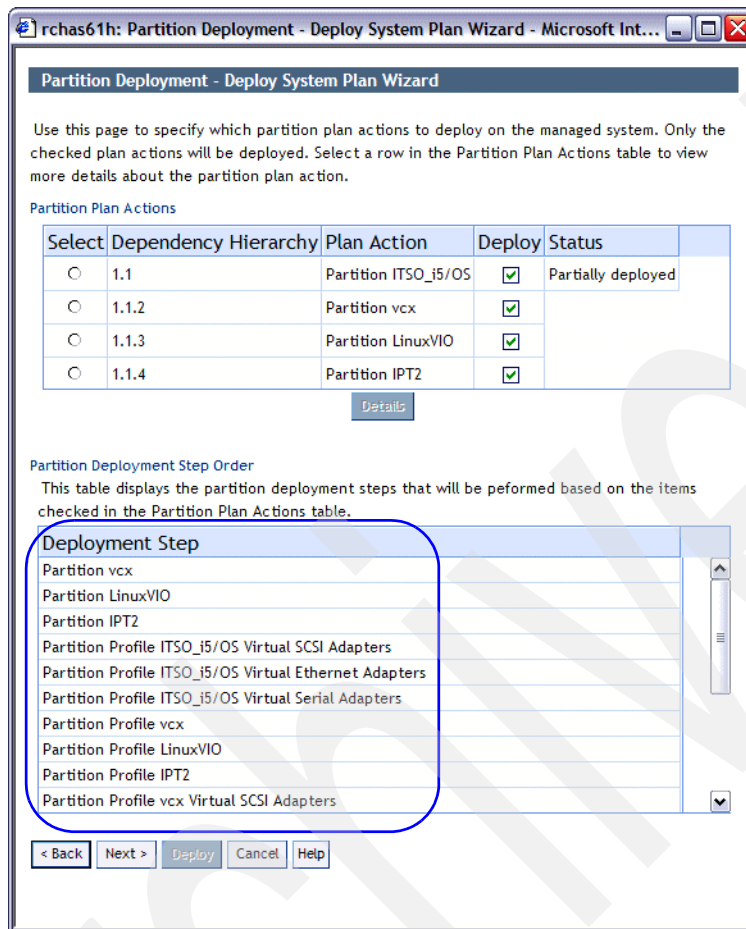 rchas61h: Partition Deployment - Deploy System Plan Wizard - Microsoft Int...
Partition Deployment - Deploy System Plan Wizard
Use this page to specify which partition plan actions to deploy on the managed system. Only the
checked plan actions will be deployed. Select a row in the Partition Plan Actions table to view
more details about the partition plan action.
Partition Plan Actions
Select Dependency Hierarchy Plan Action Deploy Status
1.1 Partition ITSO_i5/OS Partially deployed
1.1.2 Partition vcx
1.1.3 Partition LinuxVIO
1.1.4 Partition IPT2
Details
Partition Deployment Step Order
This table displays the partition deployment steps that will be peformed based on the items
checked in the Partition Plan Actions table.
Deployment Step
Partition vcx
Partition LinuxVIO
Partition IPT2
Partition Profile ITSO_i5/OS Virtual SCSI Adapters
Partition Profile ITSO_i5/OS Virtual Ethernet Adapters
Partition Profile ITSO_i5/OS Virtual Serial Adapters
Partition Profile vcx
Partition Profile LinuxVIO
Partition Profile IPT2
Partition Profile vcx Virtual SCSI Adapters
< Back Next > Deploy Cancel Help